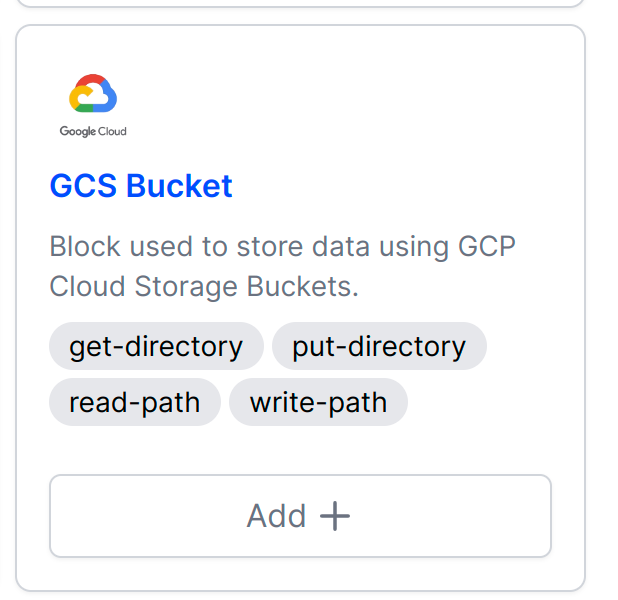 Google Cloud
GCS Bucket
Block used to store data using GCP
Cloud Storage Buckets.
get-directory put-directory
read-path write-path
Add +